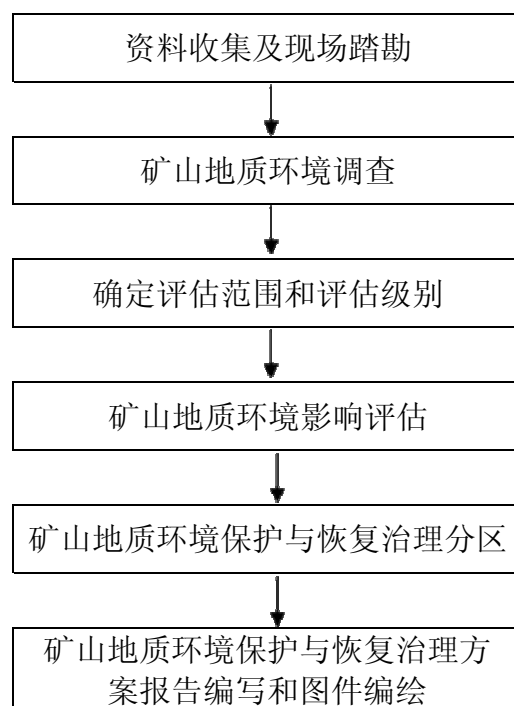 资料收集及现场踏勘
矿山地质环境调查
确定评估范围和评估级别
矿山地质环境影响评估
矿山地质环境保护与恢复治理分区
矿山地质环境保护与恢复治理方
案报告编写和图件编绘